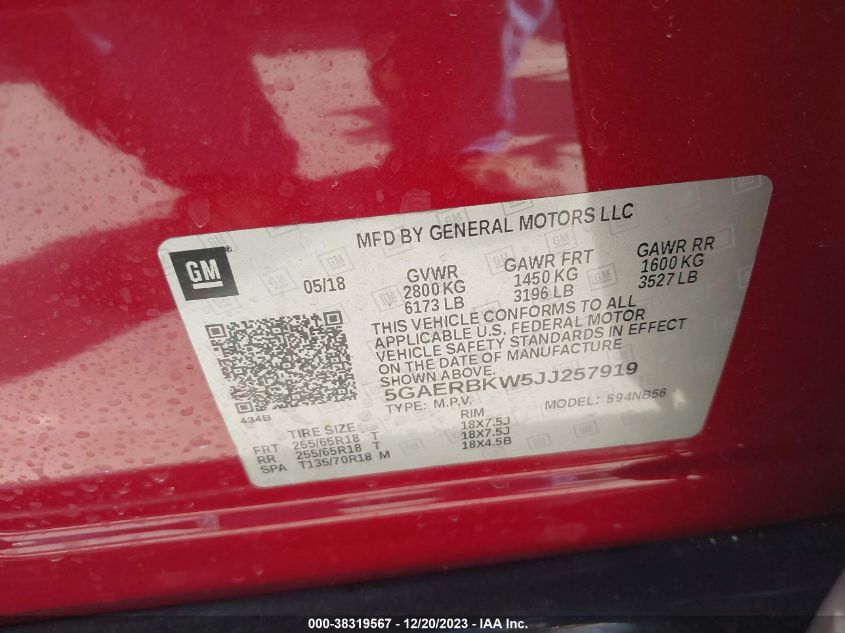 MFD BY GENERAL MOTORS LLC
GM
05/18
GVWR GAWR FRT GAWR RR
2800 KG 1450 KG 1600 KG
6173 LB 3196 LB 3527 LB
THIS VEHICLE CONFORMS TO ALL
APPLICABLE U.S. FEDERAL MOTOR
VEHICLE SAFETY STANDARDS IN EFFECT
ON THE DATE OF MANUFACTURE
SHOWN ABOVE.
5GAERBKW5JJ257919
TYPE: M.P.V. MODEL: 594NB56
434B
TIRE SIZE RIM
FRT 255/65R18 T 18X7.5J
RR 255/65R18 T 18X7.5J
SPA T135/70R18 M 18X4.5B
000-38319567 - 12/20/2023 - IAA Inc.